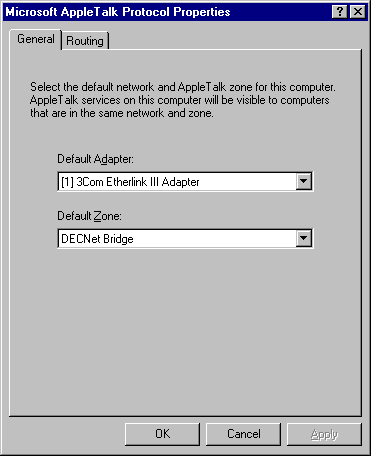 Microsoft AppleTalk Protocol Properties
General
Routing
Select the default network and AppleTalk zone for this computer.
AppleTalk services on this computer will be visible to computers
that are in the same network and zone.
Default Adapter:
[1] 3Com Etherlink III Adapter
Default Zone:
DECNet Bridge
OK
Cancel
Apply